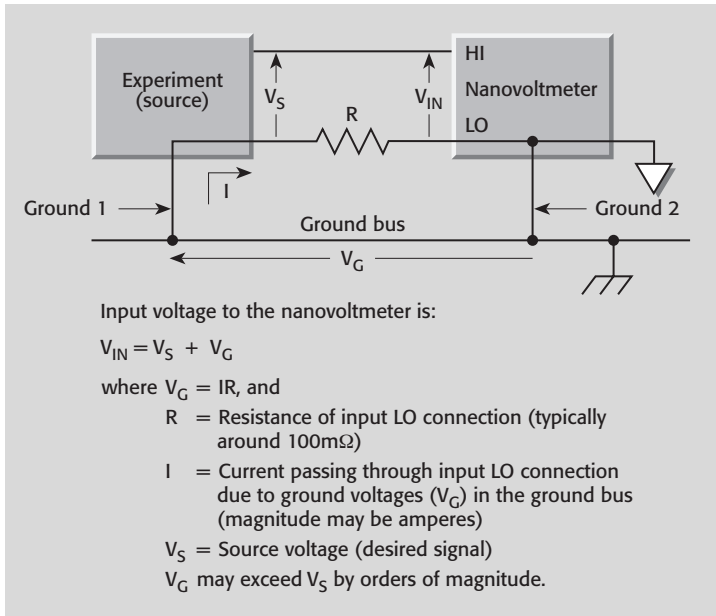 Experiment
(source)
V_S
R
V_IN
HI
Nanovoltmeter
LO
I
Ground 1
Ground bus
Ground 2
V_G
Input voltage to the nanovoltmeter is:
V_IN = V_S + V_G
where V_G = IR, and
R = Resistance of input LO connection (typically
around 100mΩ)
I = Current passing through input LO connection
due to ground voltages (V_G) in the ground bus
(magnitude may be amperes)
V_S = Source voltage (desired signal)
V_G may exceed V_S by orders of magnitude.